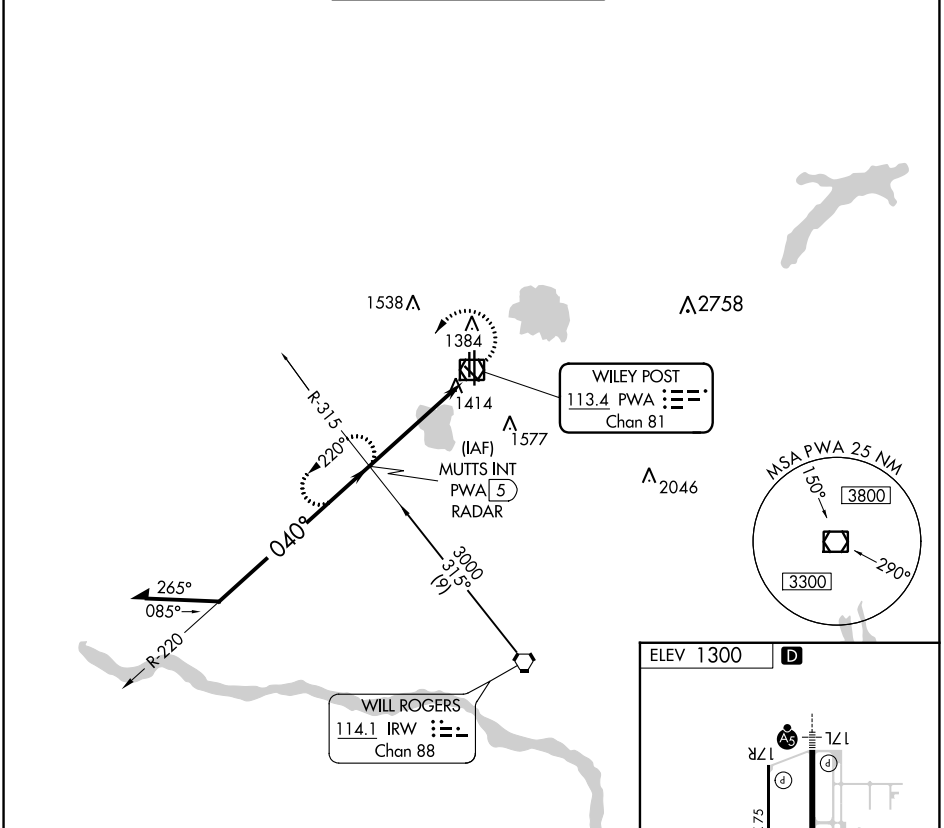 1538
2758
1384
WILEY POST
113.4 PWA
Chan 81
1414
R-315
1577
220°
(IAF)
MUTTS INT
PWA 5
RADAR
2046
MSA PWA 25 NM
150°
3800
290°
3300
040°
3000
315°
(9)
265°
085°
R-220
WILL ROGERS
114.1 IRW
Chan 88
ELEV 1300 D
A5
17R
17L
P
P
75